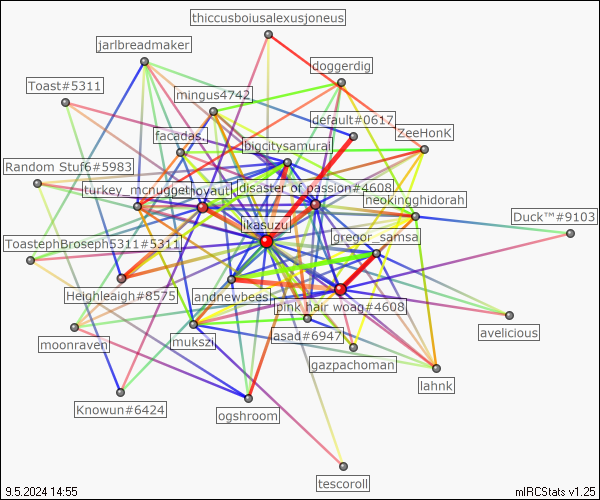 thiccusboiusalexusjoneus
jarlbreadmaker
doggerdig
Toast#5311
mingus4742
default#0617
facadas.
ZeeHonK
bigcitysamurai
Random Stuf6#5983
turkey_mcnugget
hoyauti
disaster of passion#4608
neokingghidorah
Duck™#9103
ikasuzu
gregor_samsa
ToastephBroseph5311#5311
Heighleaigh#8575
andnewbees
pink hair woag#4608
avelicious
moonraven
mukszi
asad#6947
gazpachoman
lahnk
Knowun#6424
ogshroom
tescoroll
9.5.2024 14:55
mIRCStats v1.25